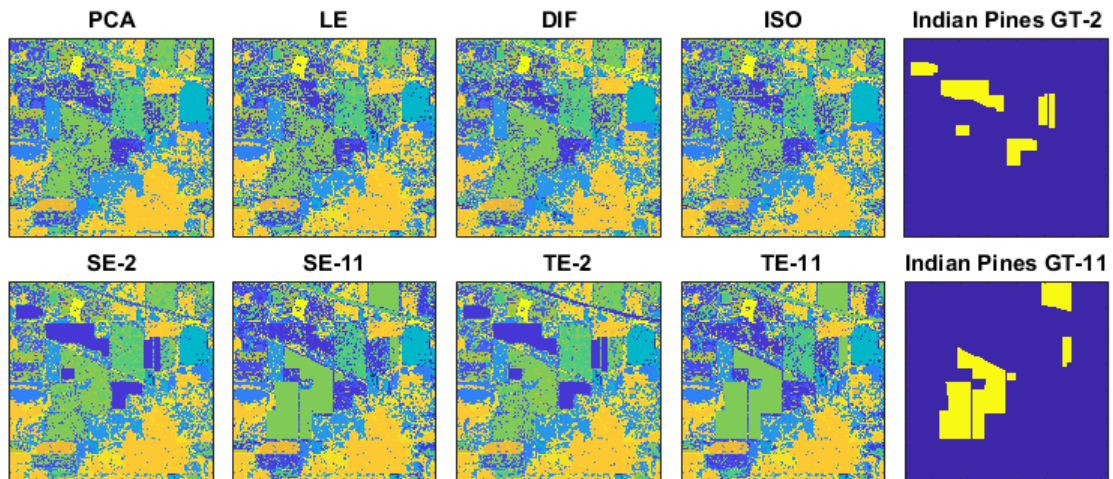 PCA LE DIF ISO Indian Pines GT-2
SE-2 SE-11 TE-2 TE-11 Indian Pines GT-11